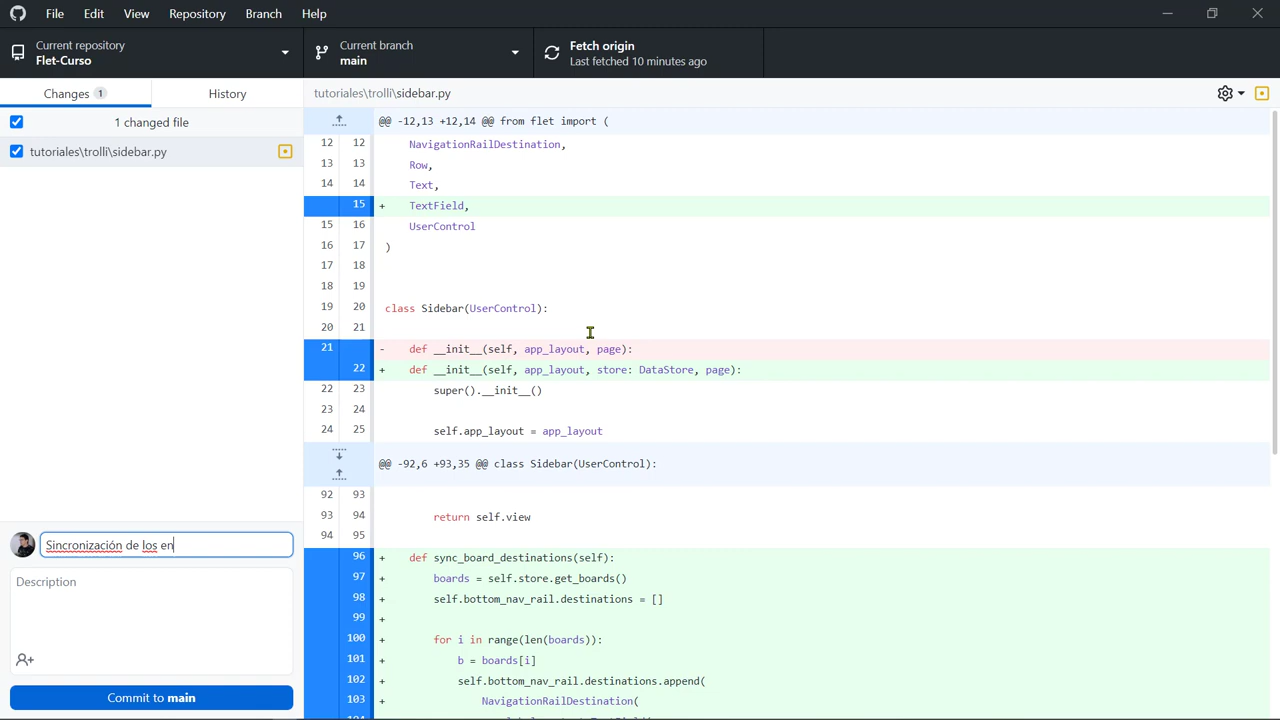 File Edit View Repository Branch Help
Current repository
Flet-Curso
Current branch
main
Fetch origin
Last fetched 10 minutes ago
Changes 1 History
tutoriales\trolli\sidebar.py
1 changed file
tutoriales\trolli\sidebar.py
@@ -12,13 +12,14 @@ from flet import (
12 12 NavigationRailDestination,
13 13 Row,
14 14 Text,
15 + TextField,
15 16 UserControl
16 17 )
17 18
18 19
19 20 class Sidebar(UserControl):
20 21
21 - def __init__(self, app_layout, page):
22 + def __init__(self, app_layout, store: DataStore, page):
22 23 super().__init__()
23 24
24 25 self.app_layout = app_layout
@@ -92,6 +93,35 @@ class Sidebar(UserControl):
92 93
93 94 return self.view
94 95
96 + def sync_board_destinations(self):
97 + boards = self.store.get_boards()
98 + self.bottom_nav_rail.destinations = []
99 +
100 + for i in range(len(boards)):
101 + b = boards[i]
102 + self.bottom_nav_rail.destinations.append(
103 + NavigationRailDestination(
Sincronización de los en
Description
Commit to main